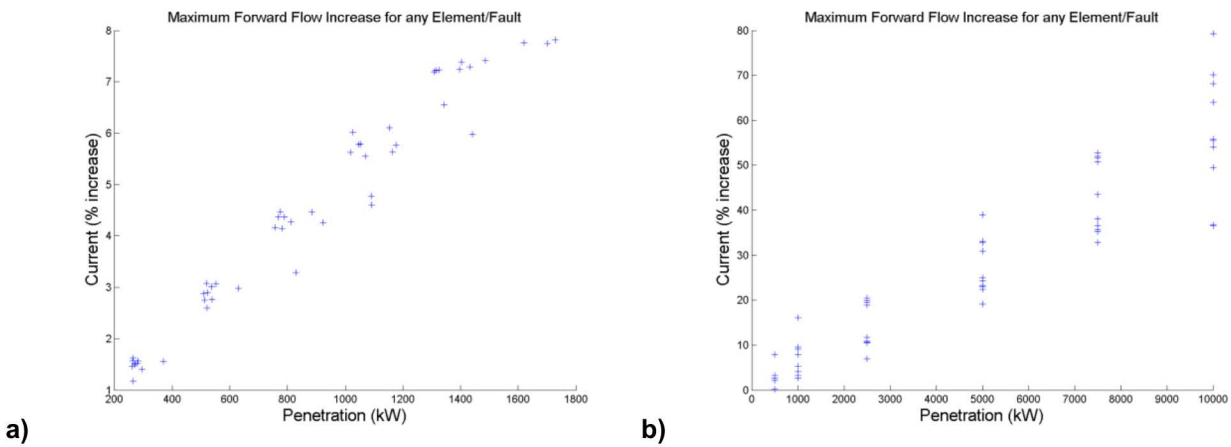 Maximum Forward Flow Increase for any Element/Fault
8
7
6
5
4
3
2
1
Current (% increase)
200 400 600 800 1000 1200 1400 1600 1800
Penetration (kW)
a)
Maximum Forward Flow Increase for any Element/Fault
80
70
60
50
40
30
20
10
0
Current (% increase)
0 1000 2000 3000 4000 5000 6000 7000 8000 9000 10000
Penetration (kW)
b)